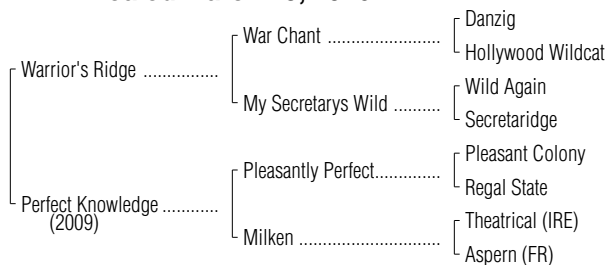 War Chant
Danzig
Hollywood Wildcat
Warrior's Ridge
My Secretarys Wild
Wild Again
Secretaridge
Pleasantly Perfect
Pleasant Colony
Regal State
Perfect Knowledge
(2009)
Milken
Theatrical (IRE)
Aspern (FR)